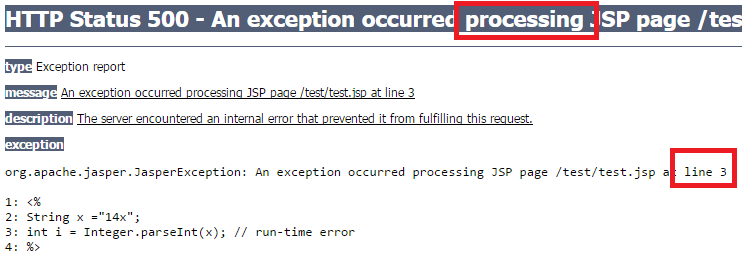 HTTP Status 500 - An exception occurred processing JSP page /tes
type Exception report
message An exception occurred processing JSP page /test/test.jsp at line 3
description The server encountered an internal error that prevented it from fulfilling this request.
exception
org.apache.jasper.JasperException: An exception occurred processing JSP page /test/test.jsp at line 3
1: <%
2: String x ="14x";
3: int i = Integer.parseInt(x); // run-time error
4: %>